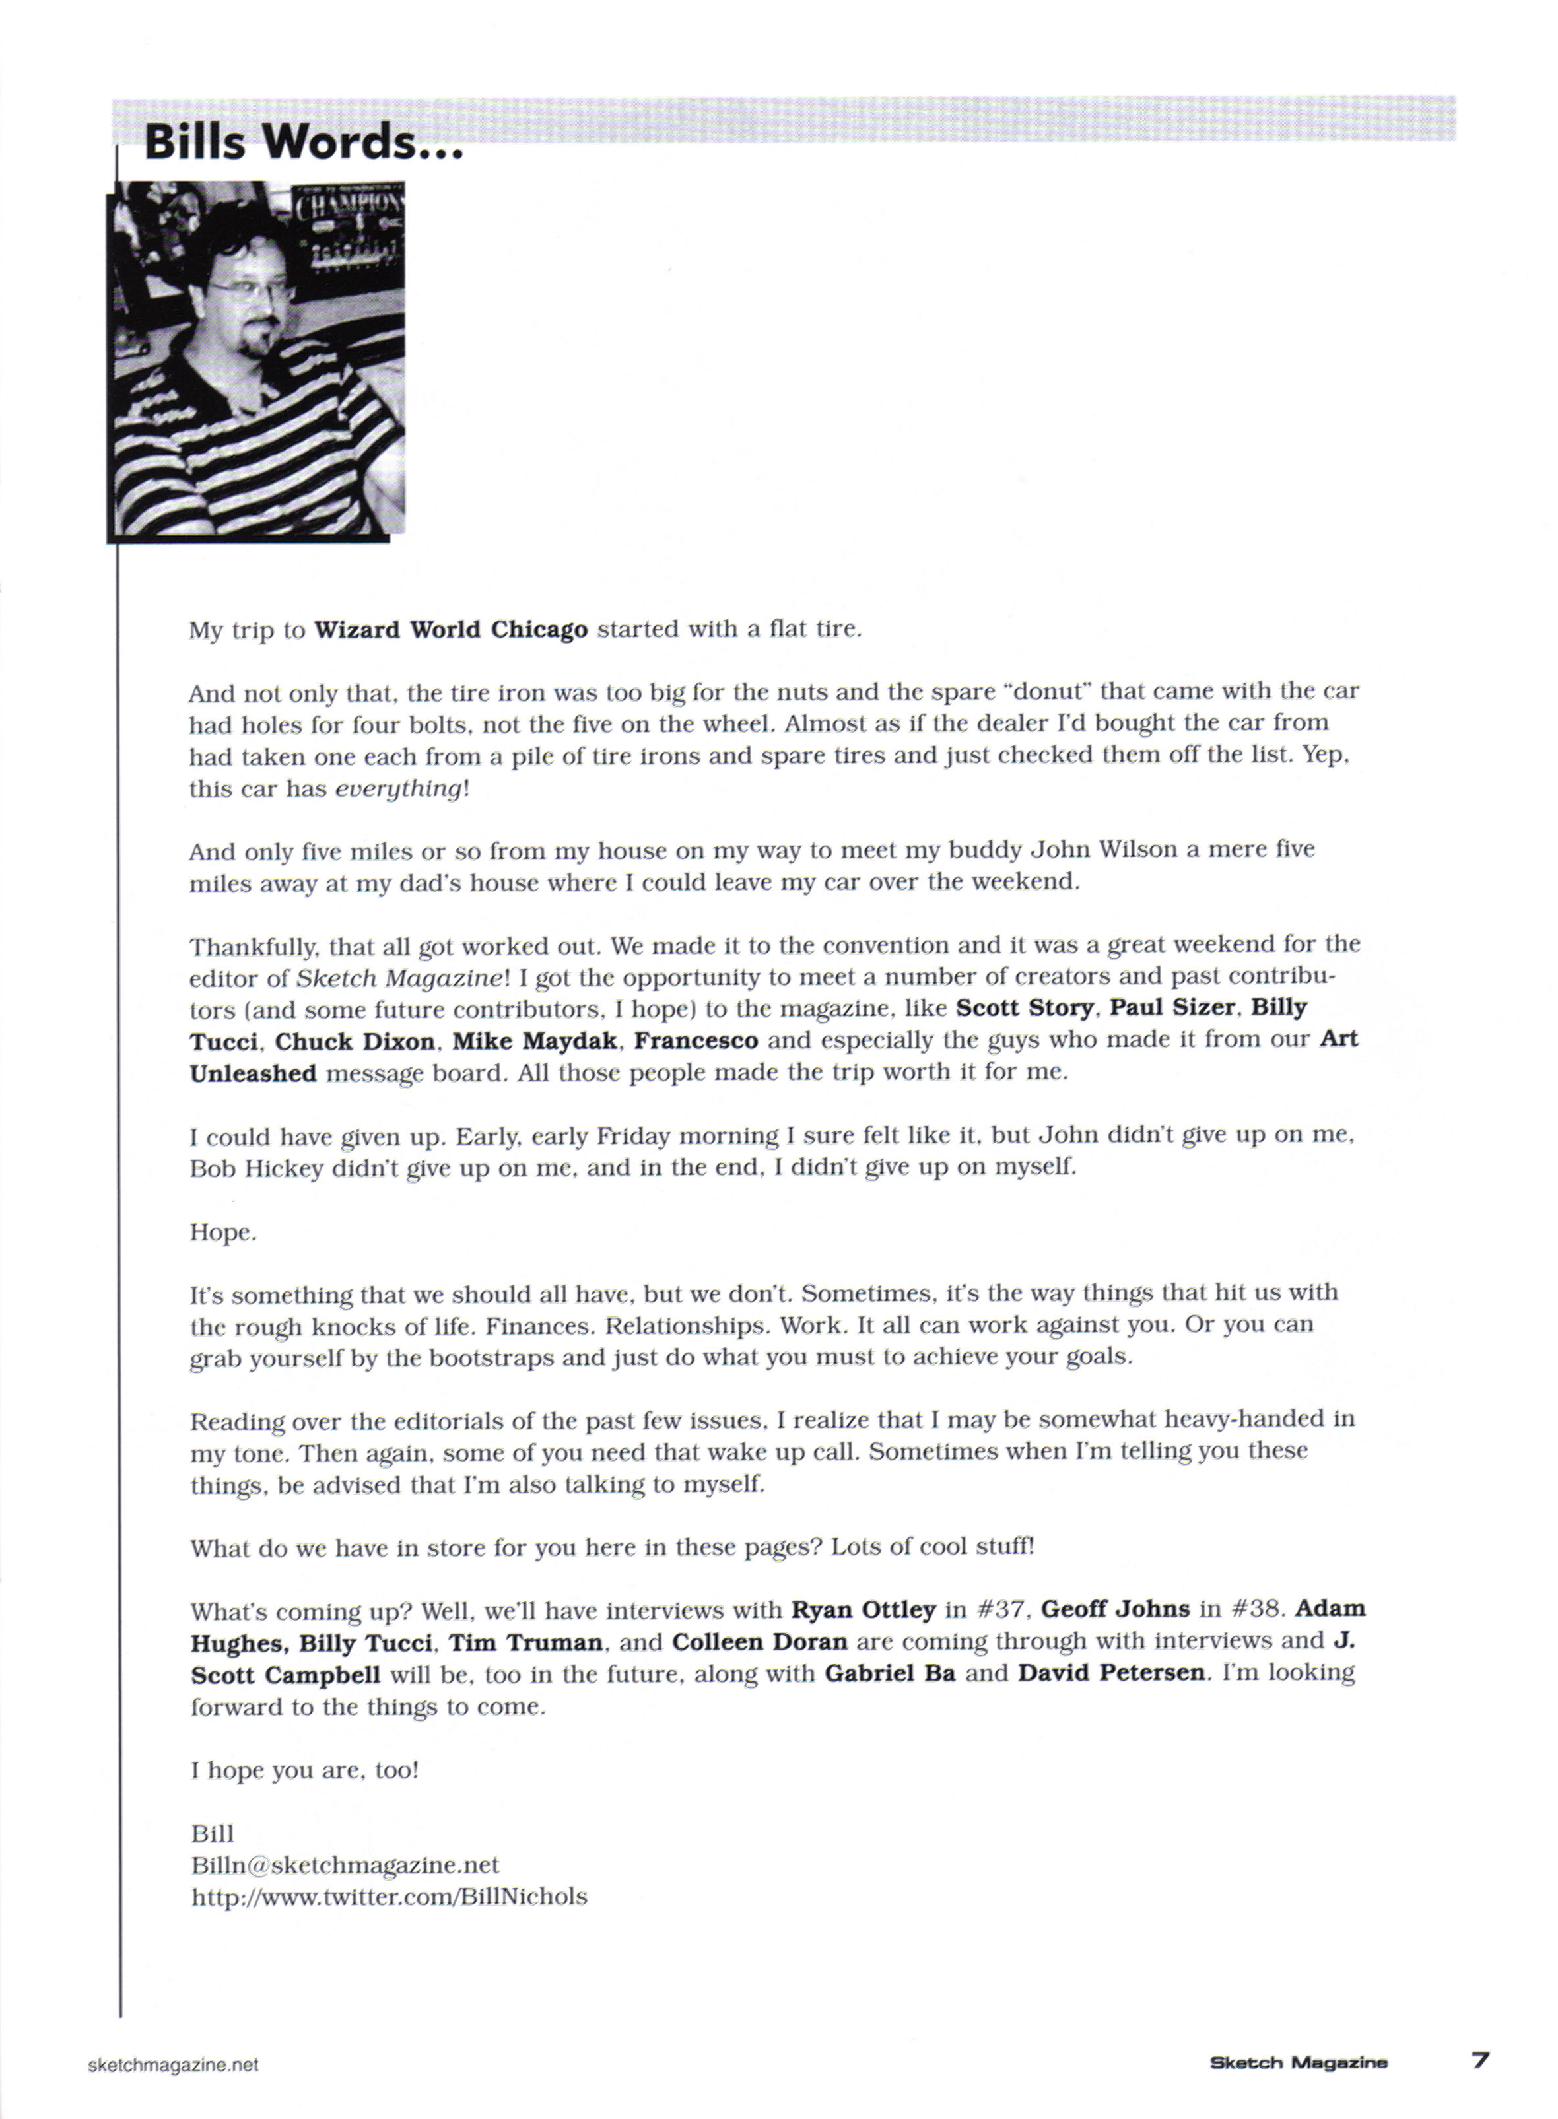 Bills Words...
CHAMPIONS
My trip to Wizard World Chicago started with a flat tire.
And not only that, the tire iron was too big for the nuts and the spare "donut" that came with the car
had holes for four bolts, not the five on the wheel. Almost as if the dealer I'd bought the car from
had taken one each from a pile of tire irons and spare tires and just checked them off the list. Yep,
this car has everything!
And only five miles or so from my house on my way to meet my buddy John Wilson a mere five
miles away at my dad's house where I could leave my car over the weekend.
Thankfully, that all got worked out. We made it to the convention and it was a great weekend for the
editor of Sketch Magazine! I got the opportunity to meet a number of creators and past contribu-
tors (and some future contributors, I hope) to the magazine, like Scott Story, Paul Sizer, Billy
Tucci, Chuck Dixon, Mike Maydak, Francesco and especially the guys who made it from our Art
Unleashed message board. All those people made the trip worth it for me.
I could have given up. Early, early Friday morning I sure felt like it, but John didn't give up on me,
Bob Hickey didn't give up on me, and in the end, I didn't give up on myself.
Hope.
It's something that we should all have, but we don't. Sometimes, it's the way things that hit us with
the rough knocks of life. Finances. Relationships. Work. It all can work against you. Or you can
grab yourself by the bootstraps and just do what you must to achieve your goals.
Reading over the editorials of the past few issues, I realize that I may be somewhat heavy-handed in
my tone. Then again, some of you need that wake up call. Sometimes when I'm telling you these
things, be advised that I'm also talking to myself.
What do we have in store for you here in these pages? Lots of cool stuff!
What's coming up? Well, we'll have interviews with Ryan Ottley in #37, Geoff Johns in #38. Adam
Hughes, Billy Tucci, Tim Truman, and Colleen Doran are coming through with interviews and J.
Scott Campbell will be, too in the future, along with Gabriel Ba and David Petersen. I'm looking
forward to the things to come.
I hope you are, too!
Bill
Billn@sketchmagazine.net
http://www.twitter.com/BillNichols
sketchmagazine.net
Sketch Magazine 7